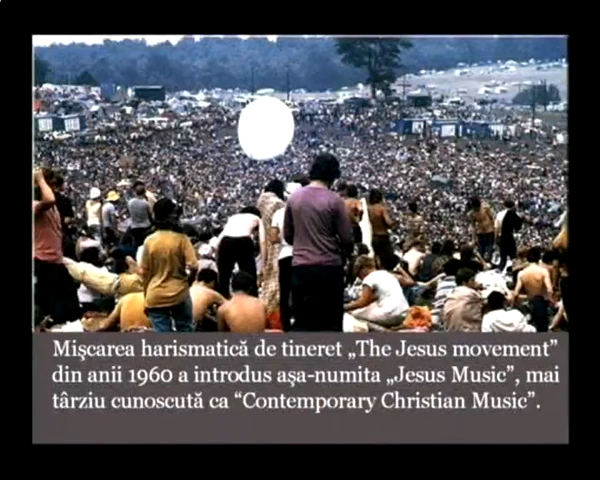 Mişcarea harismatică de tineret „The Jesus movement”
din anii 1960 a introdus aşa-numita „Jesus Music”, mai
târziu cunoscută ca “Contemporary Christian Music”.